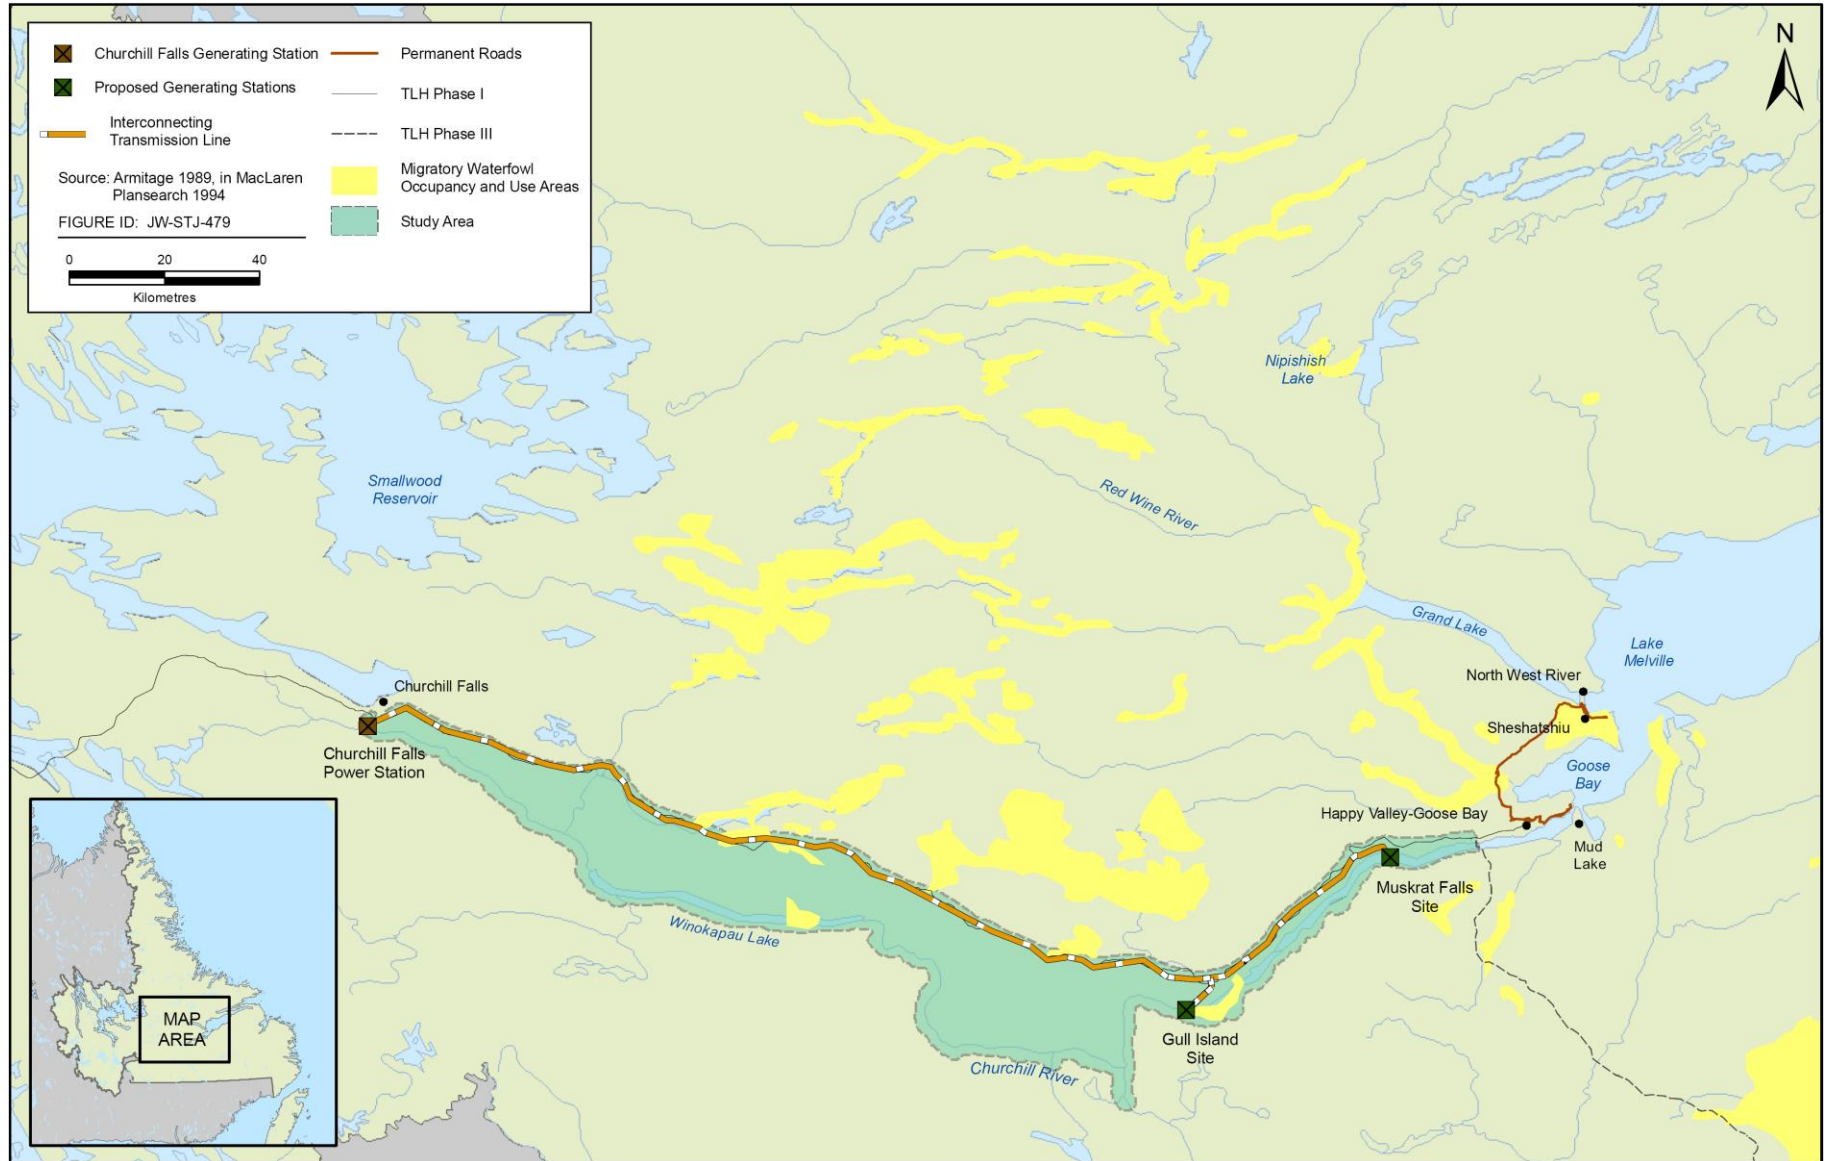 Churchill Falls Generating Station
Proposed Generating Stations
Interconnecting
Transmission Line
Source: Armitage 1989, in MacLaren
Plansearch 1994
FIGURE ID: JW-STJ-479
0 20 40
Kilometres
Permanent Roads
TLH Phase I
TLH Phase III
Migratory Waterfowl
Occupancy and Use Areas
Study Area
N
Nipishish
Lake
Smallwood
Reservoir
Red Wine River
Grand Lake
Lake
Melville
North West River
Sheshatshiu
Goose
Bay
Happy Valley-Goose Bay
Mud
Lake
Churchill Falls
Churchill Falls
Power Station
Muskrat Falls
Site
Winokapau Lake
Gull Island
Site
Churchill River
MAP
AREA